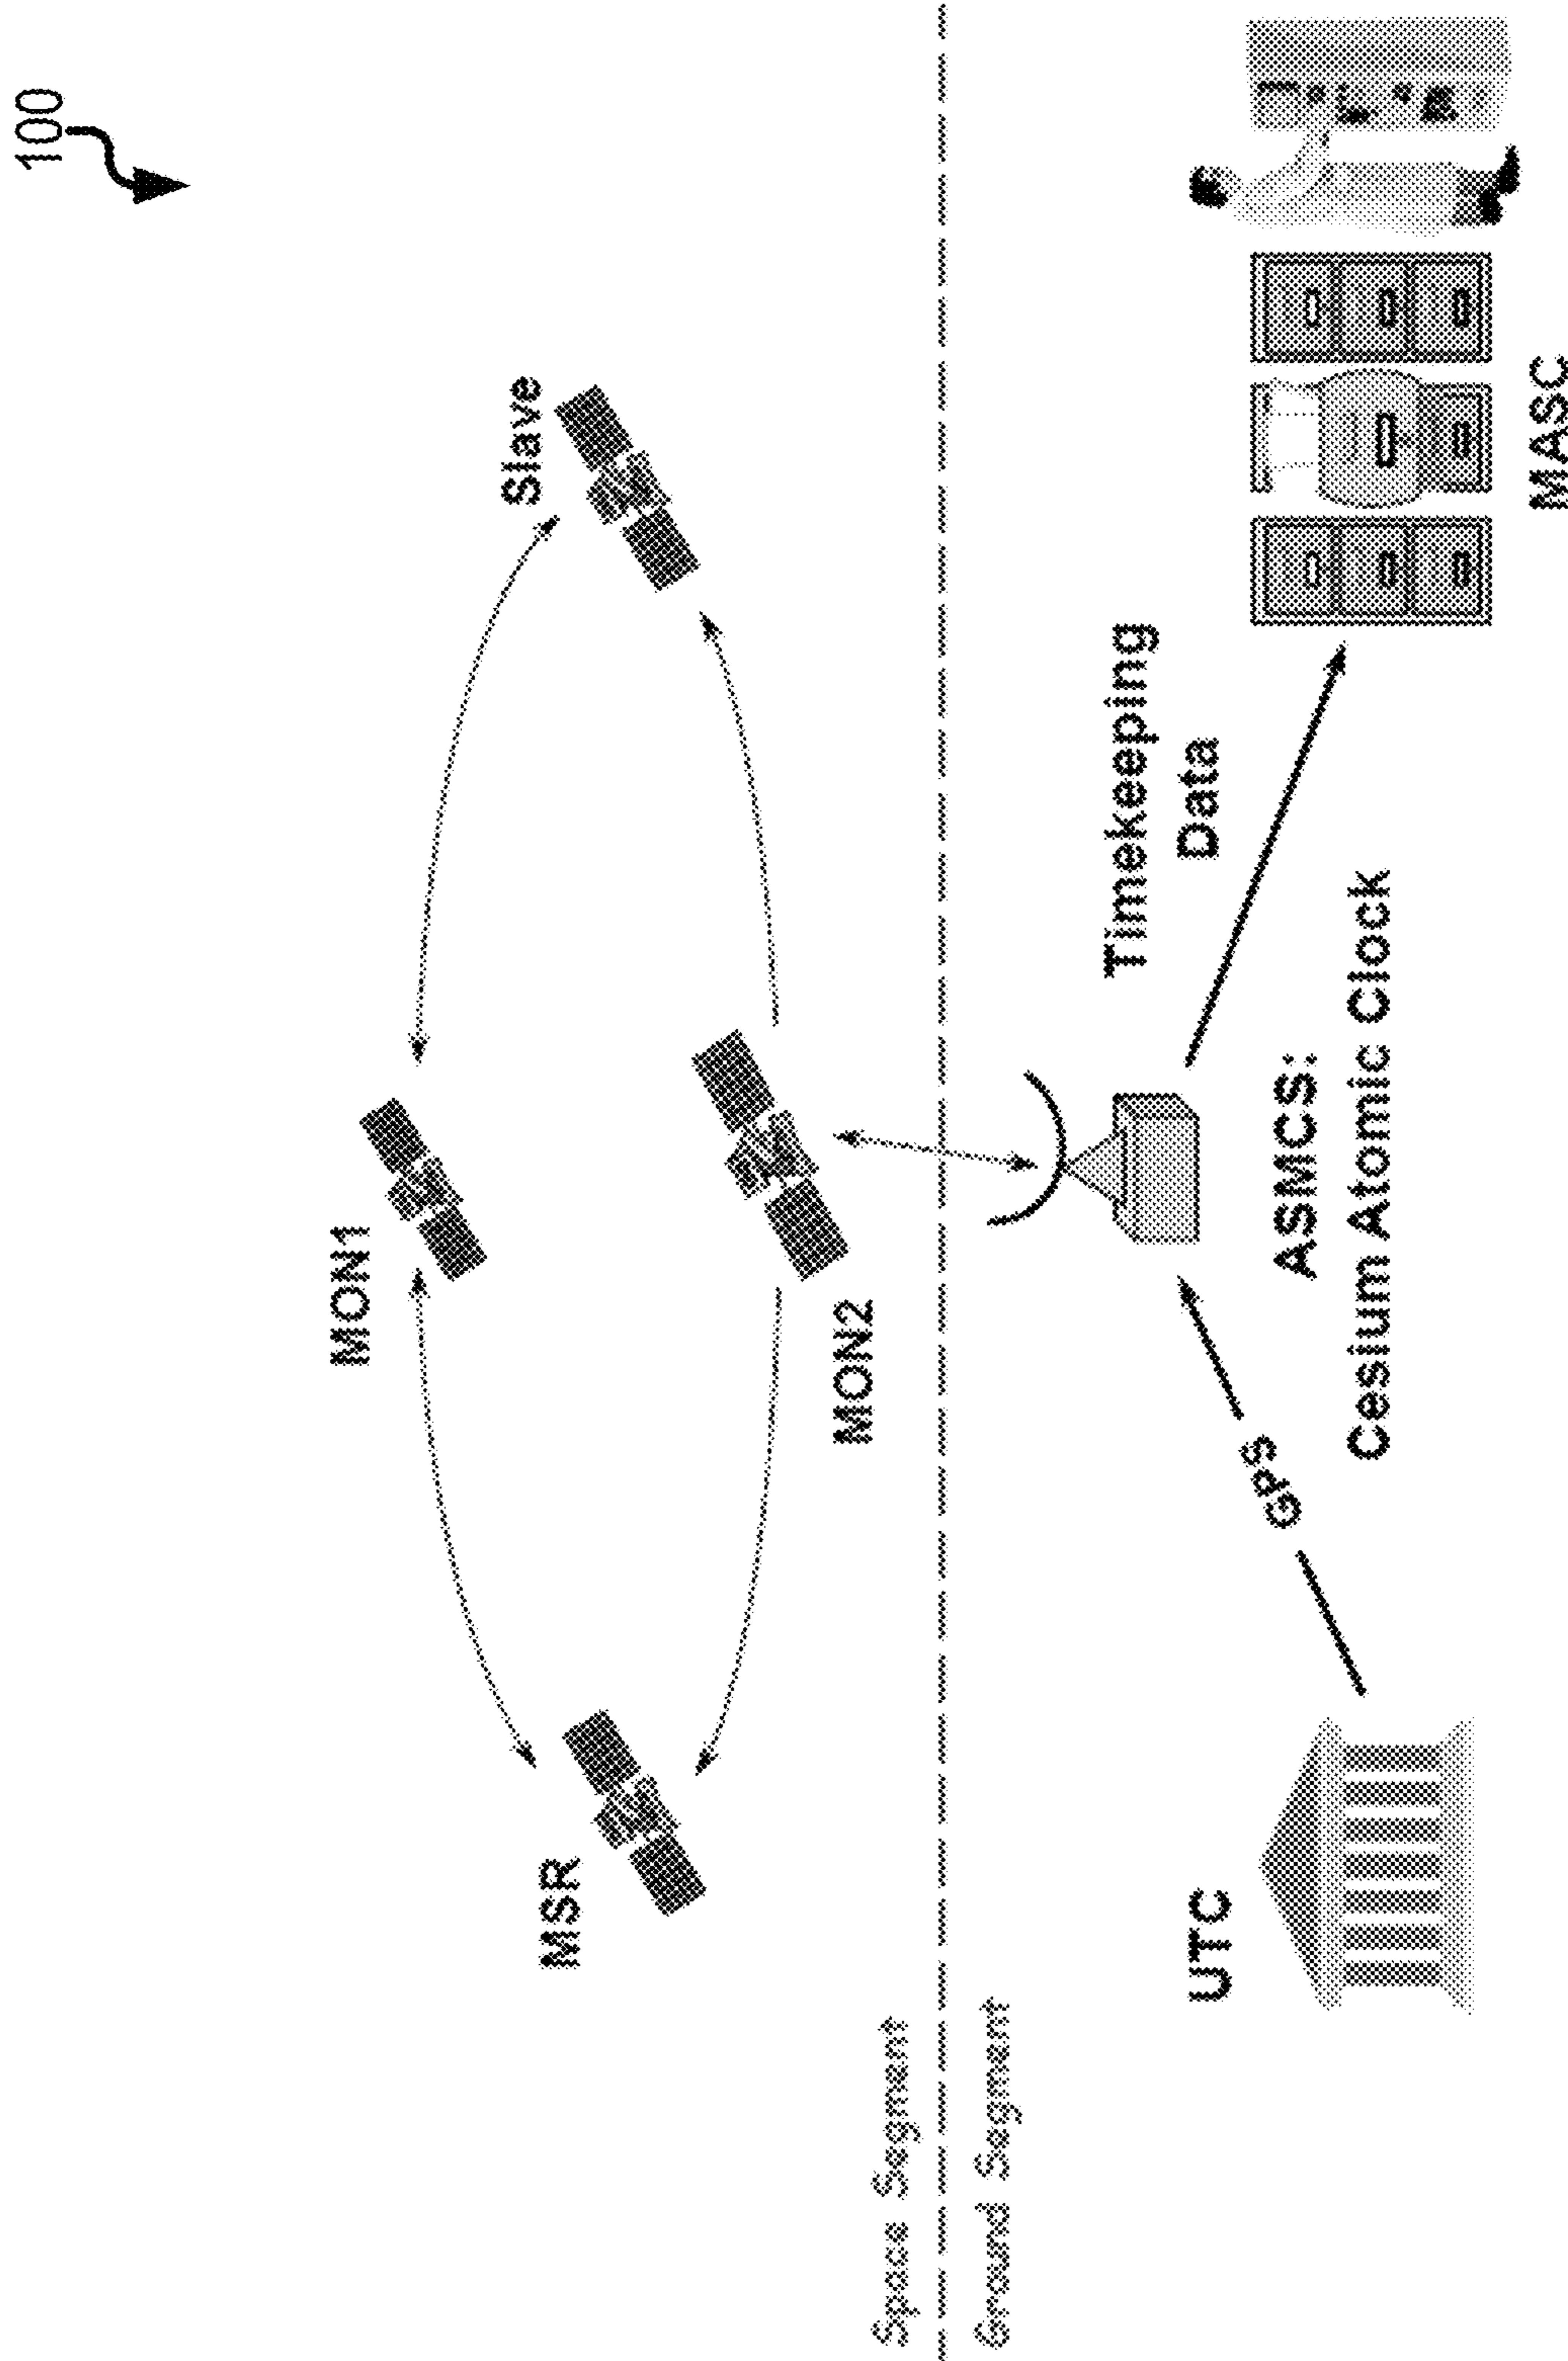 100
MON1
Slave
MSR
MON2
Space Segment
Ground Segment
UTC
GPS
ASMCS:
Cesium Atomic Clock
Timekeeping
Data
MASC